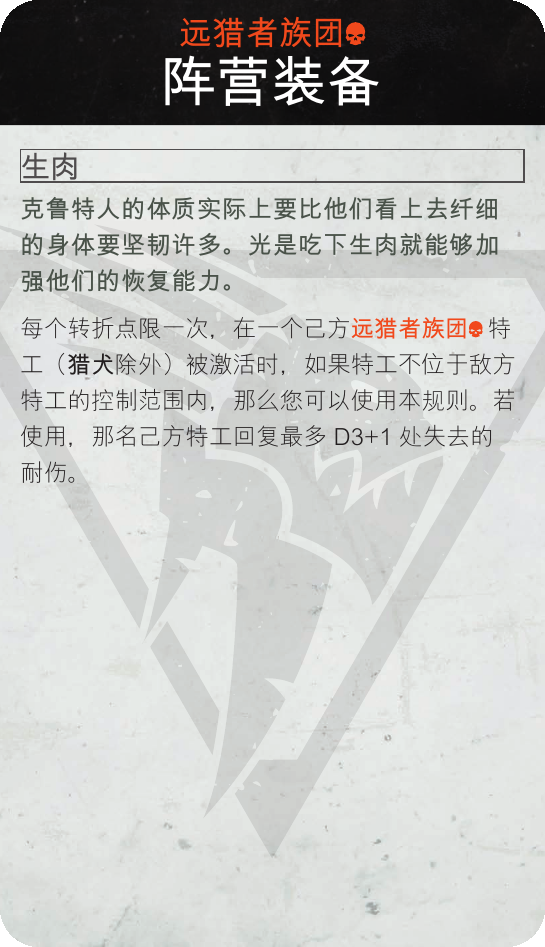 远猎者族团
阵营装备
生肉
克鲁特人的体质实际上要比他们看上去纤细
的身体要坚韧许多。光是吃下生肉就能够加
强他们的恢复能力。
每个转折点限一次，在一个己方远猎者族团特
工（猎犬除外）被激活时，如果特工不位于敌方
特工的控制范围内，那么您可以使用本规则。若
使用，那名己方特工回复最多 D3+1 处失去的
耐伤。